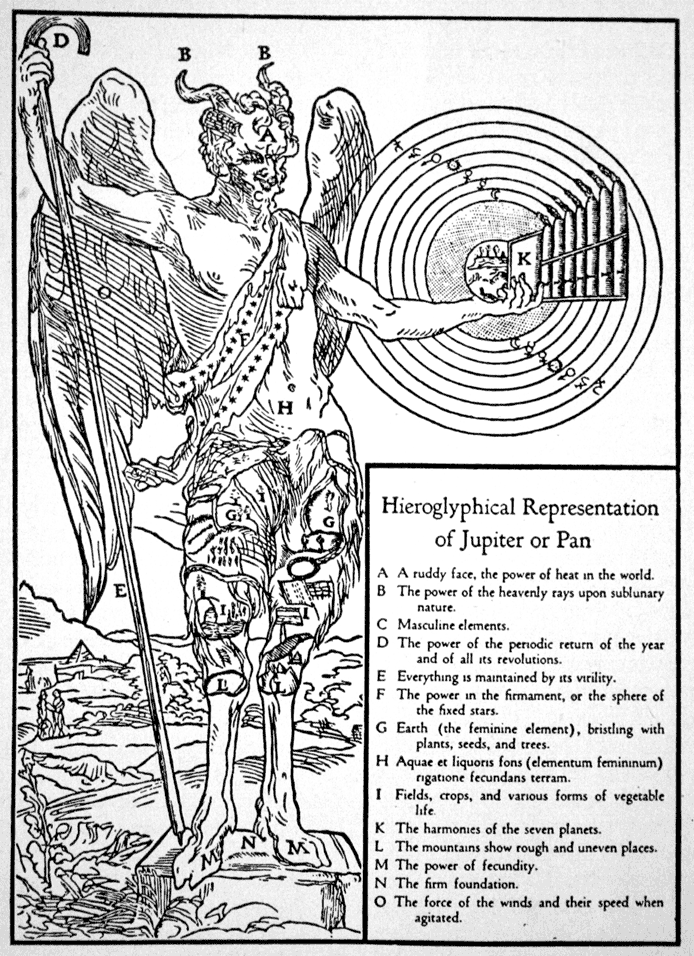 D
B B
A
C
K
O
F
H
G
G
I
I
E
L
L
M N M
Hieroglyphical Representation
of Jupiter or Pan
A A ruddy face, the power of heat in the world.
B The power of the heavenly rays upon sublunary
nature.
C Masculine elements.
D The power of the periodic return of the year
and of all its revolutions.
E Everything is maintained by its virility.
F The power in the firmament, or the sphere of
the fixed stars.
G Earth (the feminine element), bristling with
plants, seeds, and trees.
H Aquae et liquoris fons (elementum femininum)
rigatione fecundans terram.
I Fields, crops, and various forms of vegetable
life.
K The harmonies of the seven planets.
L The mountains show rough and uneven places.
M The power of fecundity.
N The firm foundation.
O The force of the winds and their speed when
agitated.